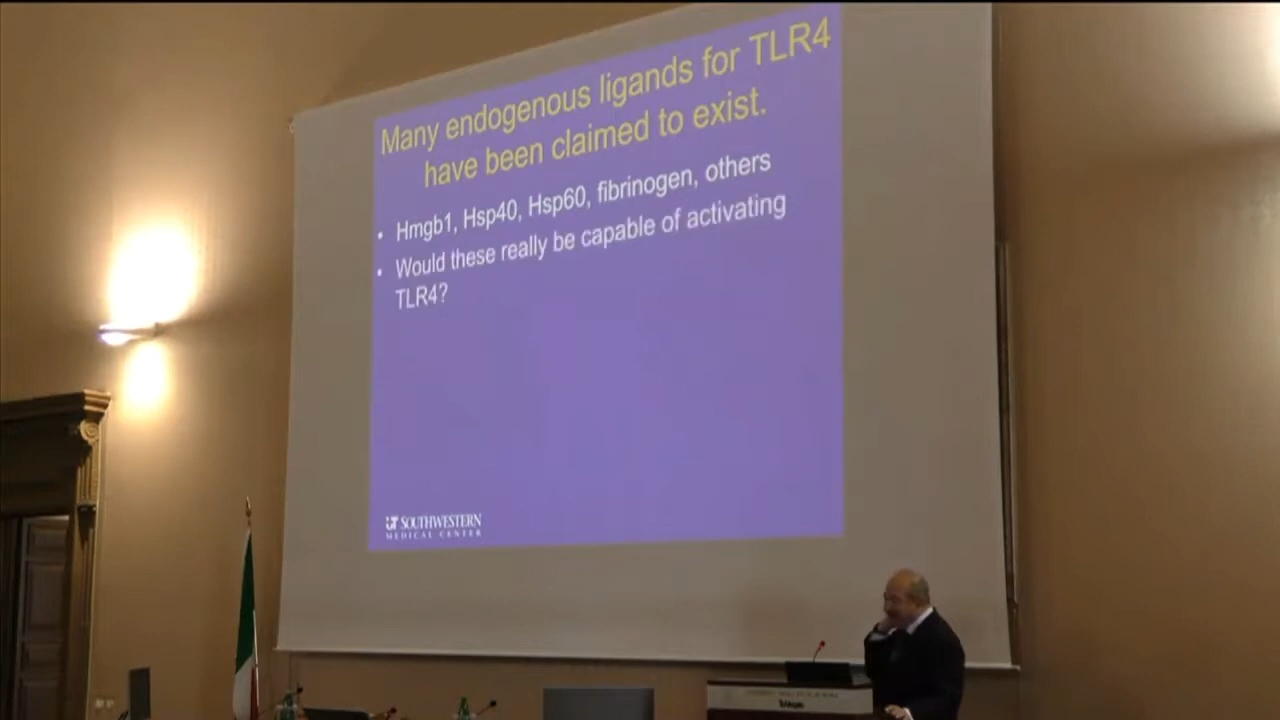 Many endogenous ligands for TLR4
have been claimed to exist.
• Hmgb1, Hsp40, Hsp60, fibrinogen, others
• Would these really be capable of activating
TLR4?
UT SOUTHWESTERN
MEDICAL CENTER